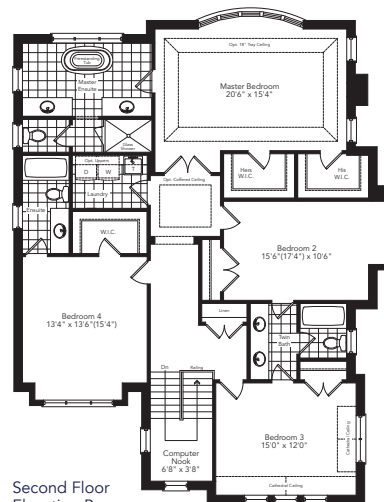 Opt. 10" Tray Ceiling
Freestanding
Tub
Master
Ensuite
Master Bedroom
20'6" x 15'4"
Glass
Shower
Opt. Uppers
D
W
T
Laundry
Opt. Coffered Ceiling
Hers
W.I.C.
His
W.I.C.
Ensuite
W.I.C.
Bedroom 2
15'6"(17'4") x 10'6"
Bedroom 4
13'4" x 13'6"(15'4")
Linen
Twin
Bath
Dn
Railing
Computer
Nook
6'8" x 3'8"
Bedroom 3
15'0" x 12'0"
Cathedral Ceiling
Cathedral Ceiling
Second Floor